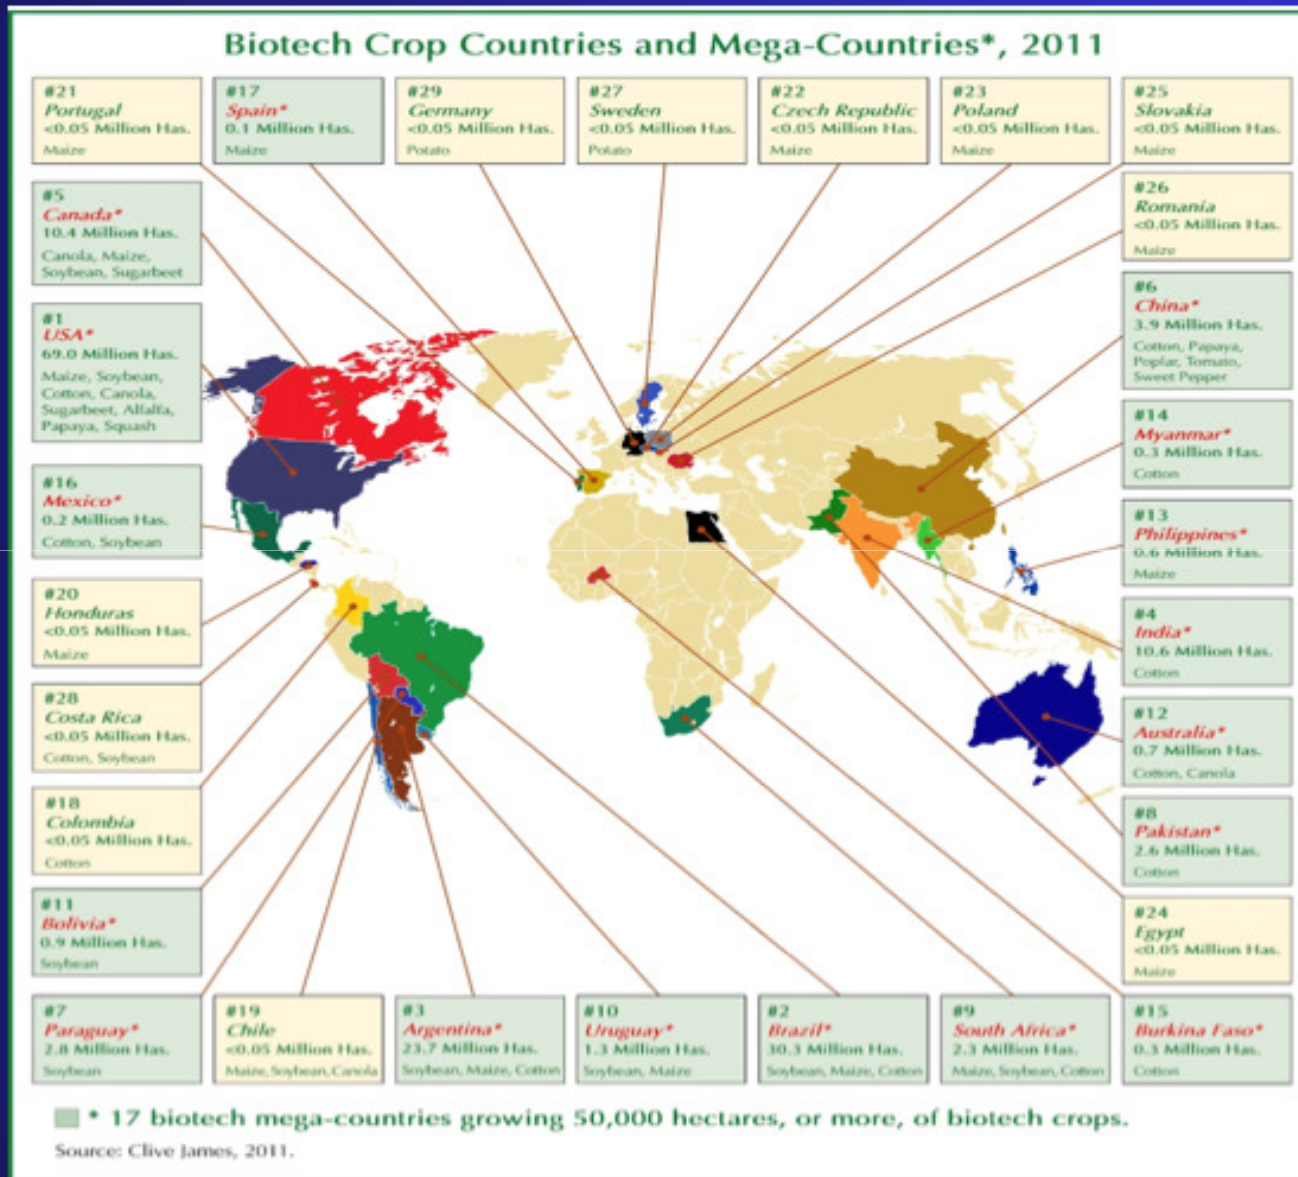 Biotech Crop Countries and Mega-Countries*, 2011
#21
Portugal
<0.05 Million Has.
Maize
#17
Spain*
0.1 Million Has.
Maize
#29
Germany
<0.05 Million Has.
Potato
#27
Sweden
<0.05 Million Has.
Potato
#22
Czech Republic
<0.05 Million Has.
Maize
#23
Poland
<0.05 Million Has.
Maize
#25
Slovakia
<0.05 Million Has.
Maize
#5
Canada*
10.4 Million Has.
Canola, Maize,
Soybean, Sugarbeet
#26
Romania
<0.05 Million Has.
Maize
#1
USA*
69.0 Million Has.
Maize, Soybean,
Cotton, Canola,
Sugarbeet, Alfalfa,
Papaya, Squash
#6
China*
3.9 Million Has.
Cotton, Papaya,
Poplar, Tomato,
Sweet Pepper
#14
Myanmar*
0.3 Million Has.
Cotton
#16
Mexico*
0.2 Million Has.
Cotton, Soybean
#13
Philippines*
0.6 Million Has.
Maize
#20
Honduras
<0.05 Million Has.
Maize
#4
India*
10.6 Million Has.
Cotton
#28
Costa Rica
<0.05 Million Has.
Cotton, Soybean
#12
Australia*
0.7 Million Has.
Cotton, Canola
#18
Colombia
<0.05 Million Has.
Cotton
#8
Pakistan*
2.6 Million Has.
Cotton
#11
Bolivia*
0.9 Million Has.
Soybean
#24
Egypt
<0.05 Million Has.
Maize
#7
Paraguay*
2.8 Million Has.
Soybean
#19
Chile
<0.05 Million Has.
Maize, Soybean, Canola
#3
Argentina*
23.7 Million Has.
Soybean, Maize, Cotton
#10
Uruguay*
1.3 Million Has.
Soybean, Maize
#2
Brazil*
30.3 Million Has.
Soybean, Maize, Cotton
#9
South Africa*
2.3 Million Has.
Maize, Soybean, Cotton
#15
Burkina Faso*
0.3 Million Has.
Cotton
* 17 biotech mega-countries growing 50,000 hectares, or more, of biotech crops.
Source: Clive James, 2011.